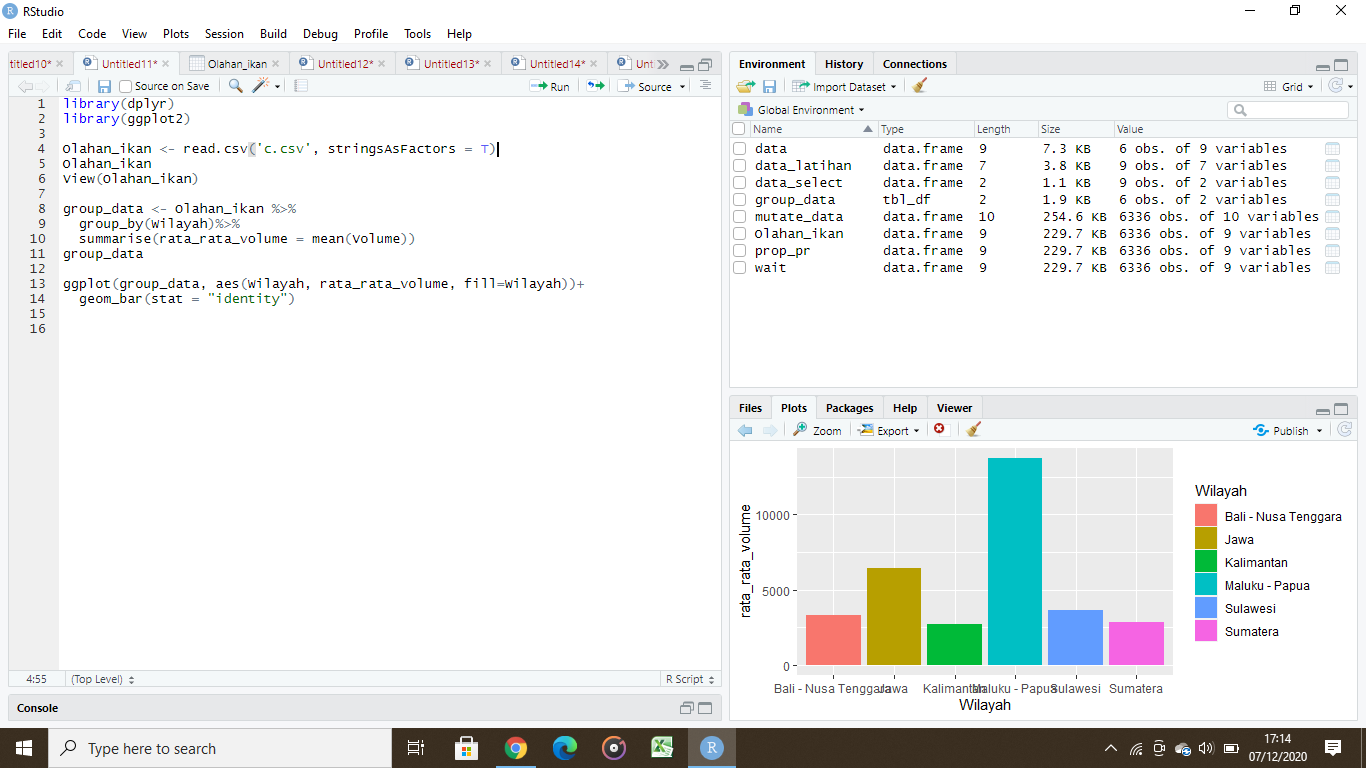 RStudio
File Edit Code View Plots Session Build Debug Profile Tools Help
titled10* Untitled11* Olahan_ikan Untitled12* Untitled13* Untitled14* Unt
Source on Save Run Source
1 library(dplyr)
2 library(ggplot2)
3
4 Olahan_ikan <- read.csv('c.csv', stringsAsFactors = T)
5 Olahan_ikan
6 View(Olahan_ikan)
7
8 group_data <- Olahan_ikan %>%
9 group_by(Wilayah)%>%
10 summarise(rata_rata_volume = mean(Volume))
11 group_data
12
13 ggplot(group_data, aes(Wilayah, rata_rata_volume, fill=Wilayah))+
14 geom_bar(stat = "identity")
15
16
4:55 (Top Level) R Script
Console
Environment History Connections
Import Dataset Grid
Global Environment
Name Type Length Size Value
data data.frame 9 7.3 KB 6 obs. of 9 variables
data_latihan data.frame 7 3.8 KB 9 obs. of 7 variables
data_select data.frame 2 1.1 KB 9 obs. of 2 variables
group_data tbl_df 2 1.9 KB 6 obs. of 2 variables
mutate_data data.frame 10 254.6 KB 6336 obs. of 10 variables
Olahan_ikan data.frame 9 229.7 KB 6336 obs. of 9 variables
prop_pr data.frame 9 229.7 KB 6336 obs. of 9 variables
wait data.frame 9 229.7 KB 6336 obs. of 9 variables
Files Plots Packages Help Viewer
Zoom Export Publish
rata_rata_volume
10000
5000
0
Bali - Nusa Tenggara Jawa Kalimantan Maluku - Papua Sulawesi Sumatera
Wilayah
Wilayah
Bali - Nusa Tenggara
Jawa
Kalimantan
Maluku - Papua
Sulawesi
Sumatera
Type here to search
17:14
07/12/2020